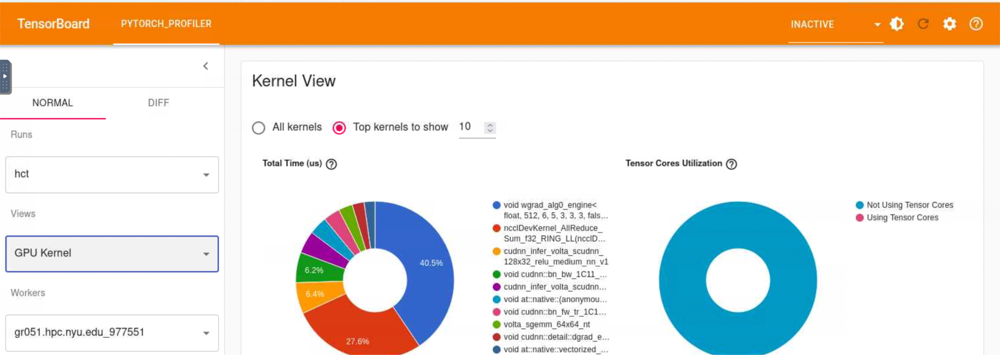 TensorBoard
PYTORCH_PROFILER
INACTIVE
NORMAL
DIFF
Runs
hct
Views
GPU Kernel
Workers
gr051.hpc.nyu.edu_977551
Kernel View
All kernels
Top kernels to show
10
Total Time (us)
40.5%
27.6%
6.4%
6.2%
void wgrad_alg0_engine<
float, 512, 6, 5, 3, 3, 3, fals...
ncclDevKernel_AllReduce_
Sum_f32_RING_LL(ncclD...
cudnn_infer_volta_scudnn_
128x32_relu_medium_nn_v1
void cudnn::bn_bw_1C11_...
cudnn_infer_volta_scudnn...
void at::native::(anonymou...
void cudnn::bn_fw_tr_1C1...
volta_sgemm_64x64_nt
void cudnn::detail::dgrad_e...
void at::native::vectorized_...
Tensor Cores Utilization
Not Using Tensor Cores
Using Tensor Cores